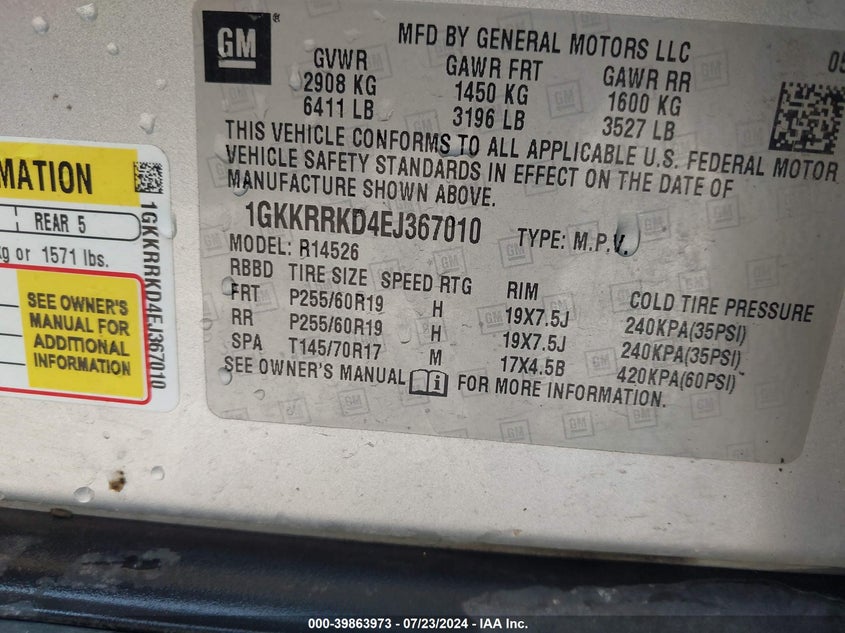 GM
MFD BY GENERAL MOTORS LLC
05
GVWR GAWR FRT GAWR RR
2908 KG 1450 KG 1600 KG
6411 LB 3196 LB 3527 LB
THIS VEHICLE CONFORMS TO ALL APPLICABLE U.S. FEDERAL MOTOR
VEHICLE SAFETY STANDARDS IN EFFECT ON THE DATE OF
MANUFACTURE SHOWN ABOVE.
1GKKRRKD4EJ367010 TYPE: M.P.V.
MODEL: R14526
RBBD TIRE SIZE SPEED RTG RIM COLD TIRE PRESSURE
FRT P255/60R19 H 19X7.5J 240KPA(35PSI)
RR P255/60R19 H 19X7.5J 240KPA(35PSI)
SPA T145/70R17 M 17X4.5B 420KPA(60PSI)
SEE OWNER'S MANUAL i FOR MORE INFORMATION.
MATION
REAR 5
kg or 1571 lbs.
SEE OWNER'S
MANUAL FOR
ADDITIONAL
INFORMATION
1GKKRRKD4EJ367010
000-39863973 - 07/23/2024 - IAA Inc.